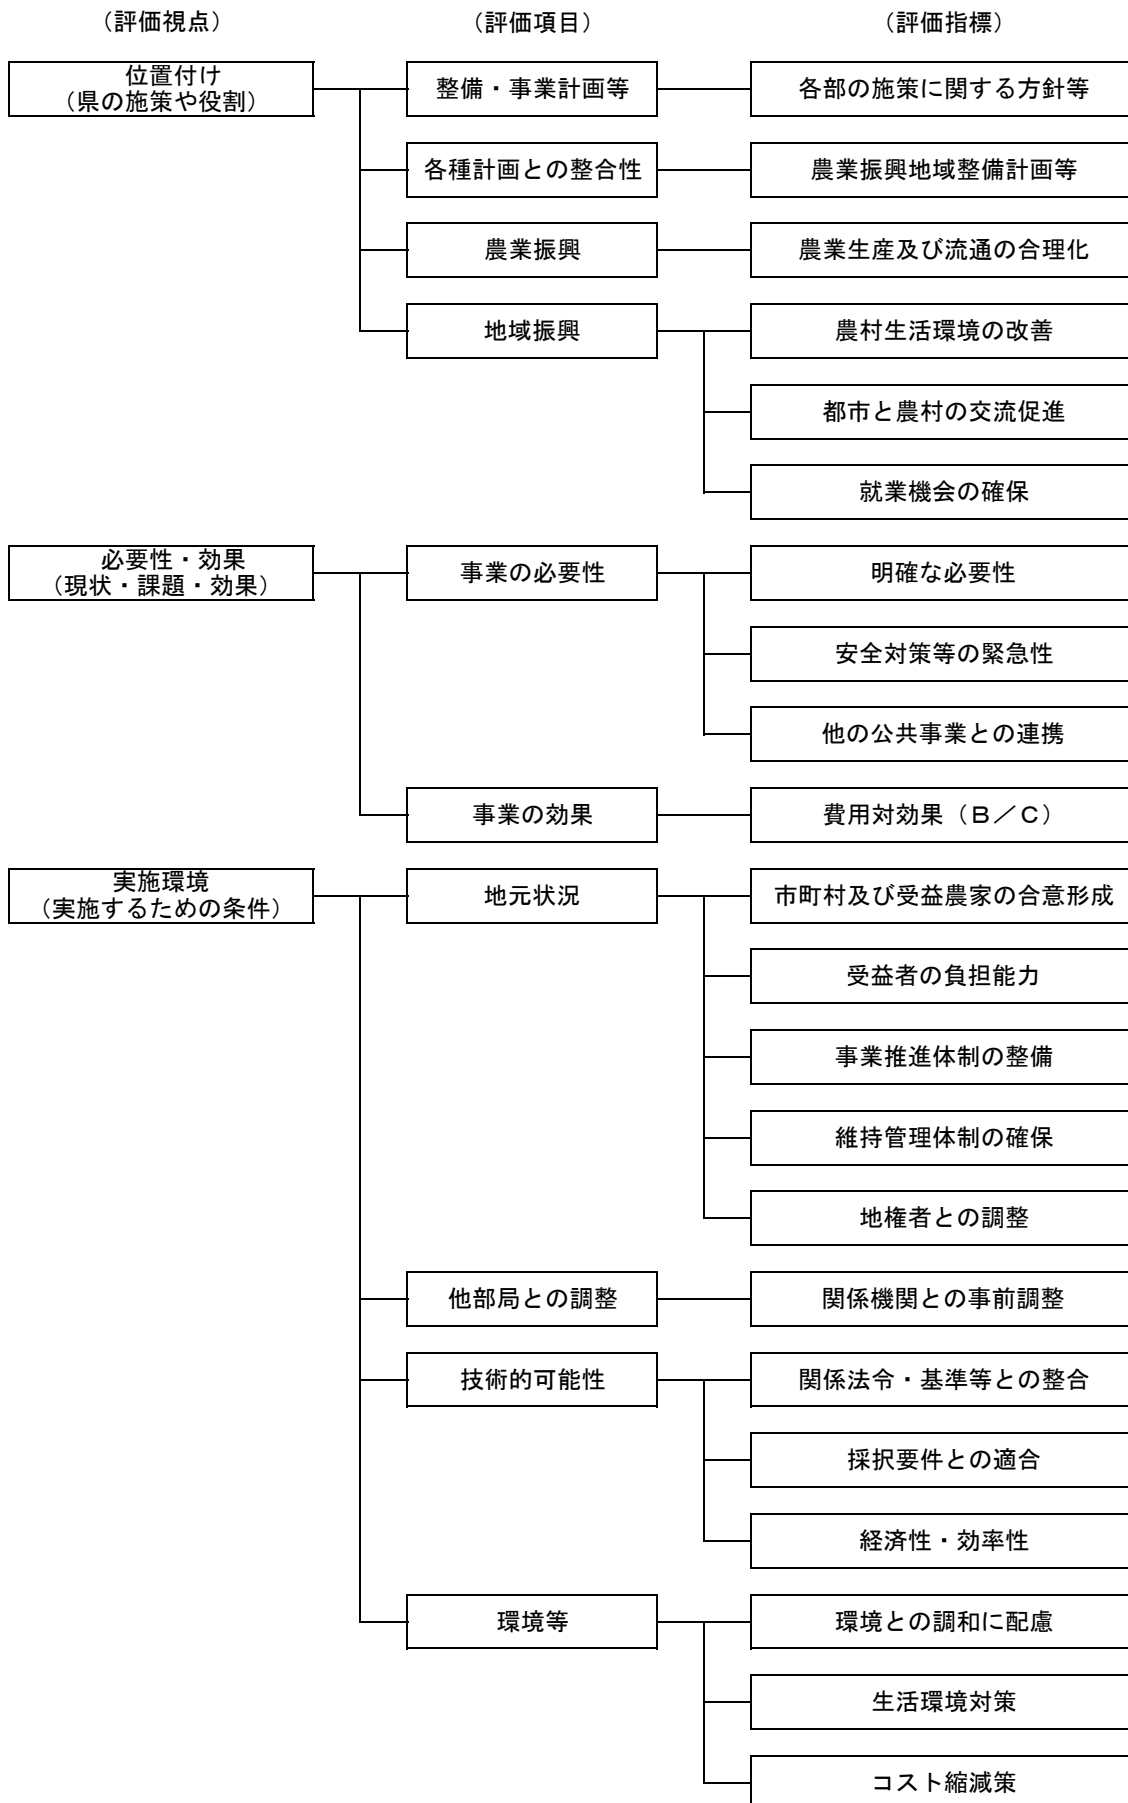 （評価視点）
（評価項目）
（評価指標）
位置付け
（県の施策や役割）
整備・事業計画等
各部の施策に関する方針等
各種計画との整合性
農業振興地域整備計画等
農業振興
農業生産及び流通の合理化
地域振興
農村生活環境の改善
都市と農村の交流促進
就業機会の確保
必要性・効果
（現状・課題・効果）
事業の必要性
明確な必要性
安全対策等の緊急性
他の公共事業との連携
事業の効果
費用対効果（Ｂ／Ｃ）
実施環境
（実施するための条件）
地元状況
市町村及び受益農家の合意形成
受益者の負担能力
事業推進体制の整備
維持管理体制の確保
地権者との調整
他部局との調整
関係機関との事前調整
技術的可能性
関係法令・基準等との整合
採択要件との適合
経済性・効率性
環境等
環境との調和に配慮
生活環境対策
コスト縮減策